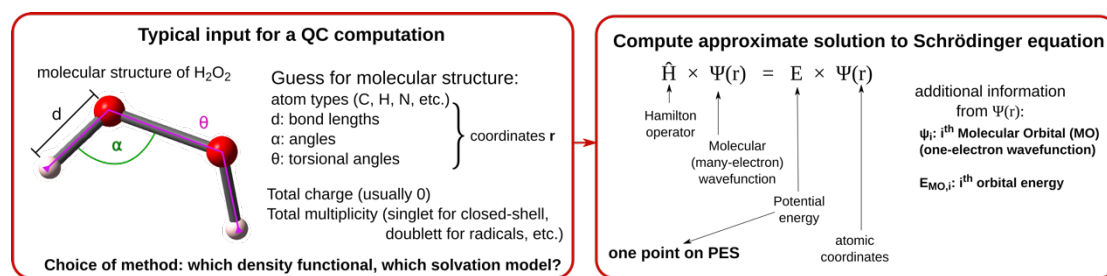 Typical input for a QC computation
molecular structure of H₂O₂
d
α
θ
Guess for molecular structure:
atom types (C, H, N, etc.)
d: bond lengths
α: angles
θ: torsional angles
coordinates r
Total charge (usually 0)
Total multiplicity (singlet for closed-shell,
doublett for radicals, etc.)
Choice of method: which density functional, which solvation model?
Compute approximate solution to Schrödinger equation
Ĥ × Ψ(r) = E × Ψ(r)
Hamilton
operator
Molecular
(many-electron)
wavefunction
Potential
energy
atomic
coordinates
one point on PES
additional information
from Ψ(r):
ψᵢ: iᵗʰ Molecular Orbital (MO)
(one-electron wavefunction)
E_MO,i: iᵗʰ orbital energy